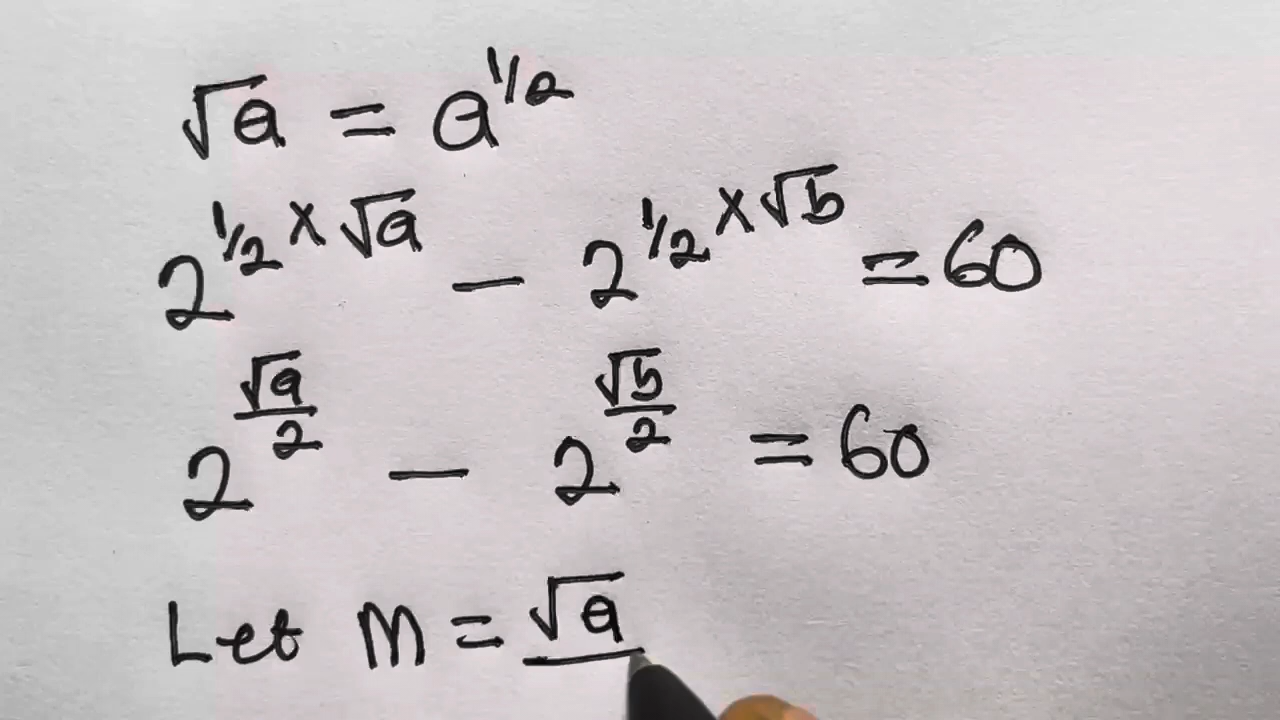 √a = a^1/2
2^1/2 × √a − 2^1/2 × √b = 60
2^√a/2 − 2^√b/2 = 60
Let m = √a